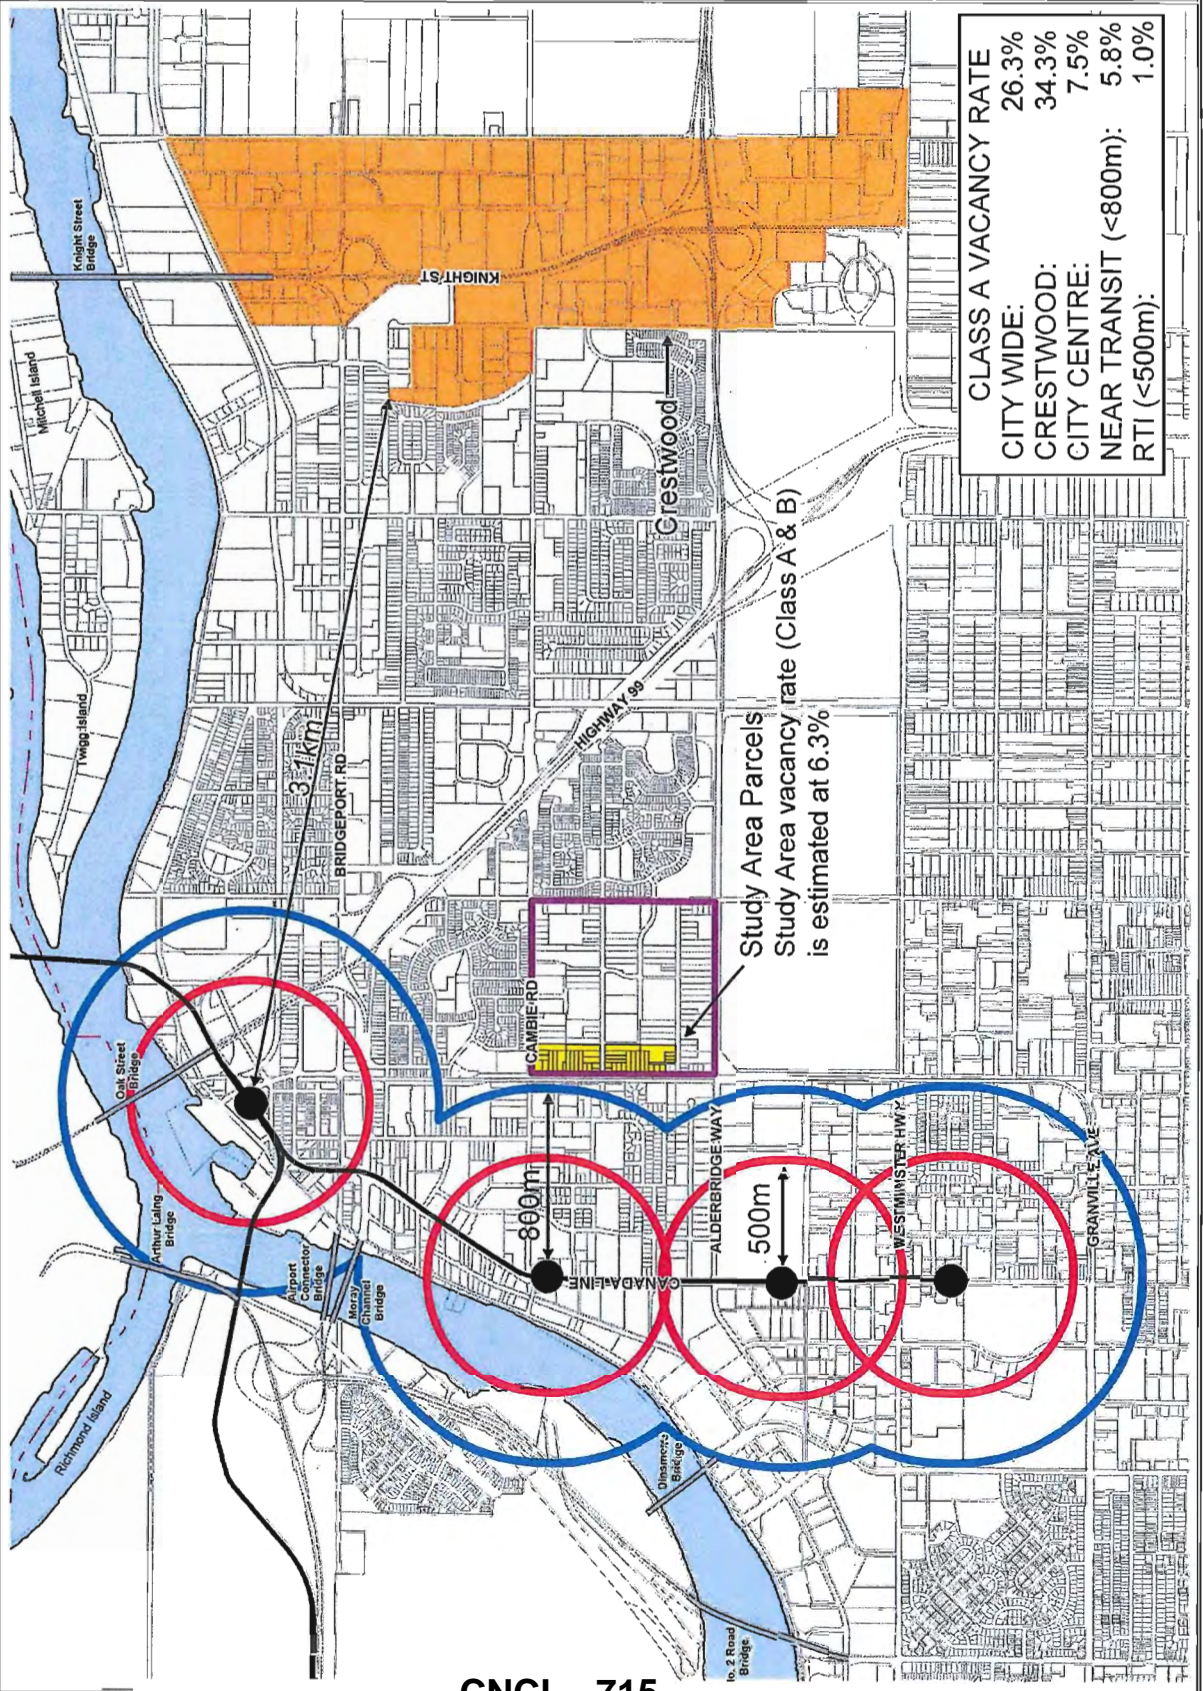 Knight Street
Bridge
Mitchell Island
Twigg Island
KNIGHT ST
3.1km
BRIDGEPORT RD
Crestwood
HIGHWAY 99
Oak Street
Bridge
CAMBIE RD
Study Area Parcels
Study Area vacancy rate (Class A & B)
is estimated at 6.3%
Arthur Laing
Bridge
Airport
Connector
Bridge
Moray
Channel
Bridge
800m
CANADA LINE
ALDERBRIDGE WAY
500m
WESTMINSTER HWY
GRANVILLE AVE
Richmond Island
Dinsmore
Bridge
lo. 2 Road
Bridge
CLASS A VACANCY RATE
CITY WIDE: 26.3%
CRESTWOOD: 34.3%
CITY CENTRE: 7.5%
NEAR TRANSIT (<800m): 5.8%
RTI (<500m): 1.0%
CNCL - 715